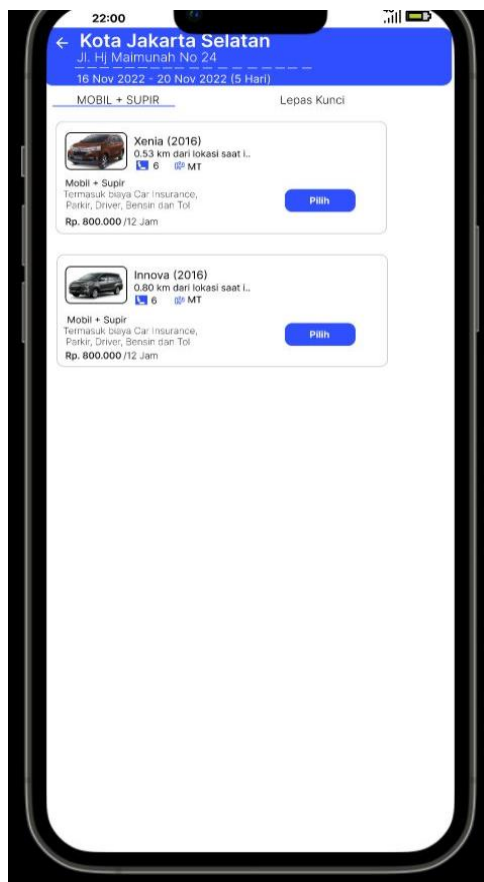 22:00
← Kota Jakarta Selatan
Jl. Hj Maimunah No 24
16 Nov 2022 - 20 Nov 2022 (5 Hari)
MOBIL + SUPIR Lepas Kunci
Xenia (2016)
0.53 km dari lokasi saat i..
6 MT
Mobil + Supir
Termasuk biaya Car Insurance,
Parkir, Driver, Bensin dan Tol
Pilih
Rp. 800.000 /12 Jam
Innova (2016)
0.80 km dari lokasi saat i..
6 MT
Mobil + Supir
Termasuk biaya Car Insurance,
Parkir, Driver, Bensin dan Tol
Pilih
Rp. 800.000 /12 Jam